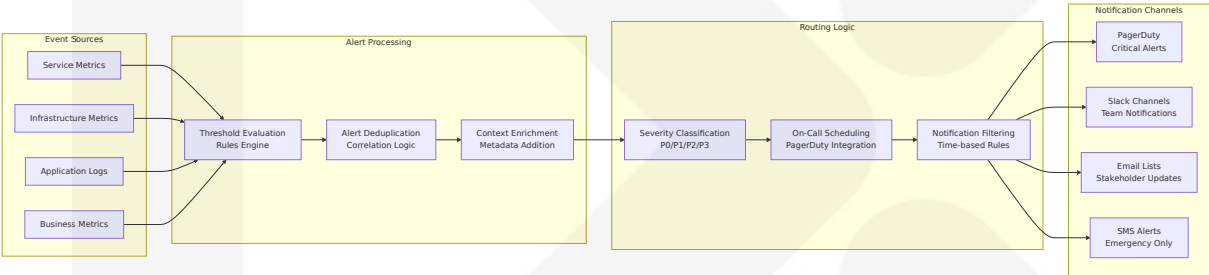 Event Sources
Service Metrics
Infrastructure Metrics
Application Logs
Business Metrics
Alert Processing
Threshold Evaluation
Rules Engine
Alert Deduplication
Correlation Logic
Context Enrichment
Metadata Addition
Routing Logic
Severity Classification
P0/P1/P2/P3
On-Call Scheduling
PagerDuty Integration
Notification Filtering
Time-based Rules
Notification Channels
PagerDuty
Critical Alerts
Slack Channels
Team Notifications
Email Lists
Stakeholder Updates
SMS Alerts
Emergency Only